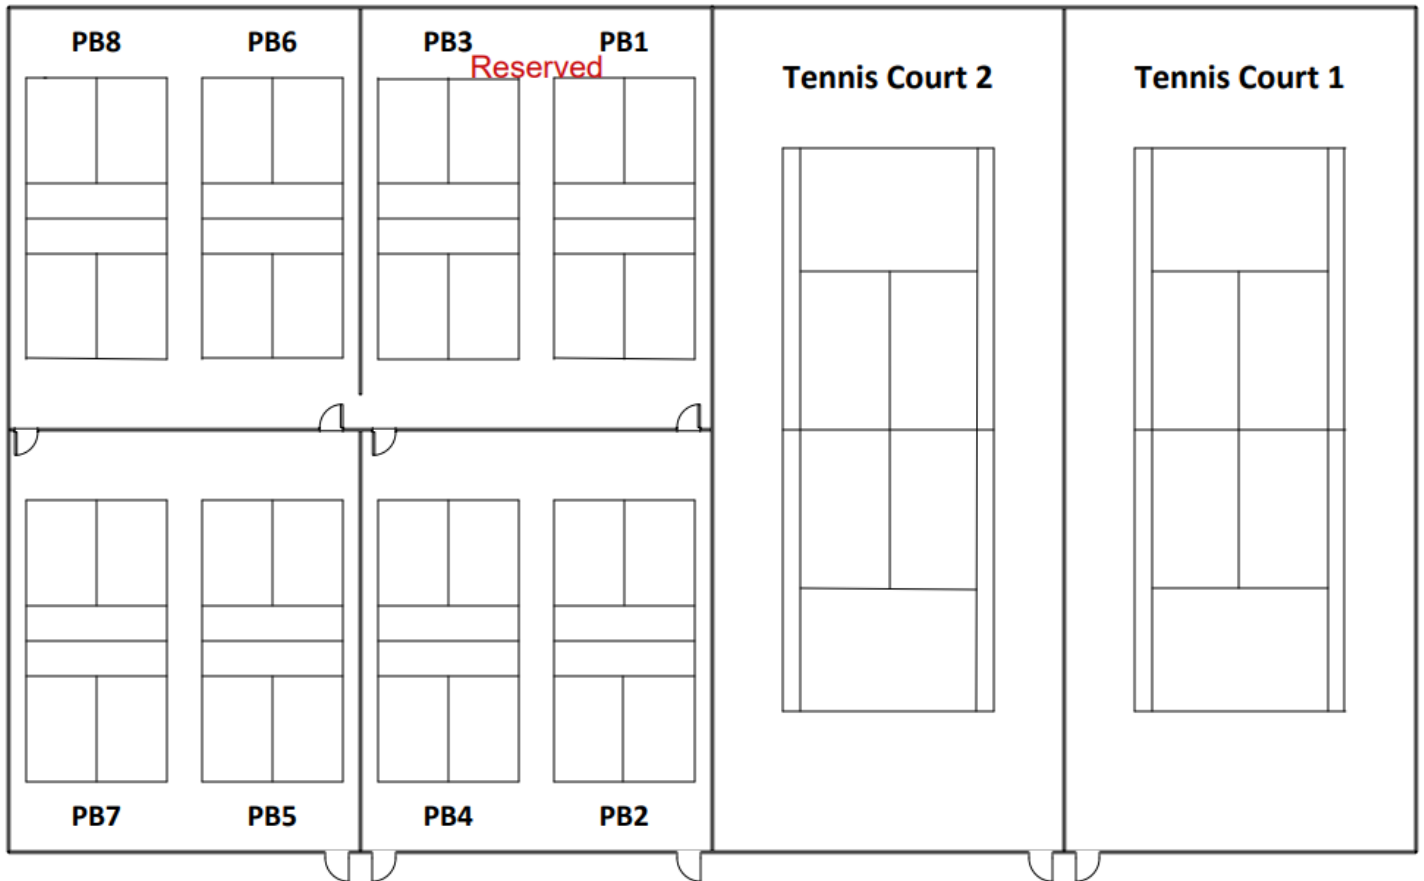 PB8
PB6
PB3
PB1
Reserved
Tennis Court 2
Tennis Court 1
PB7
PB5
PB4
PB2